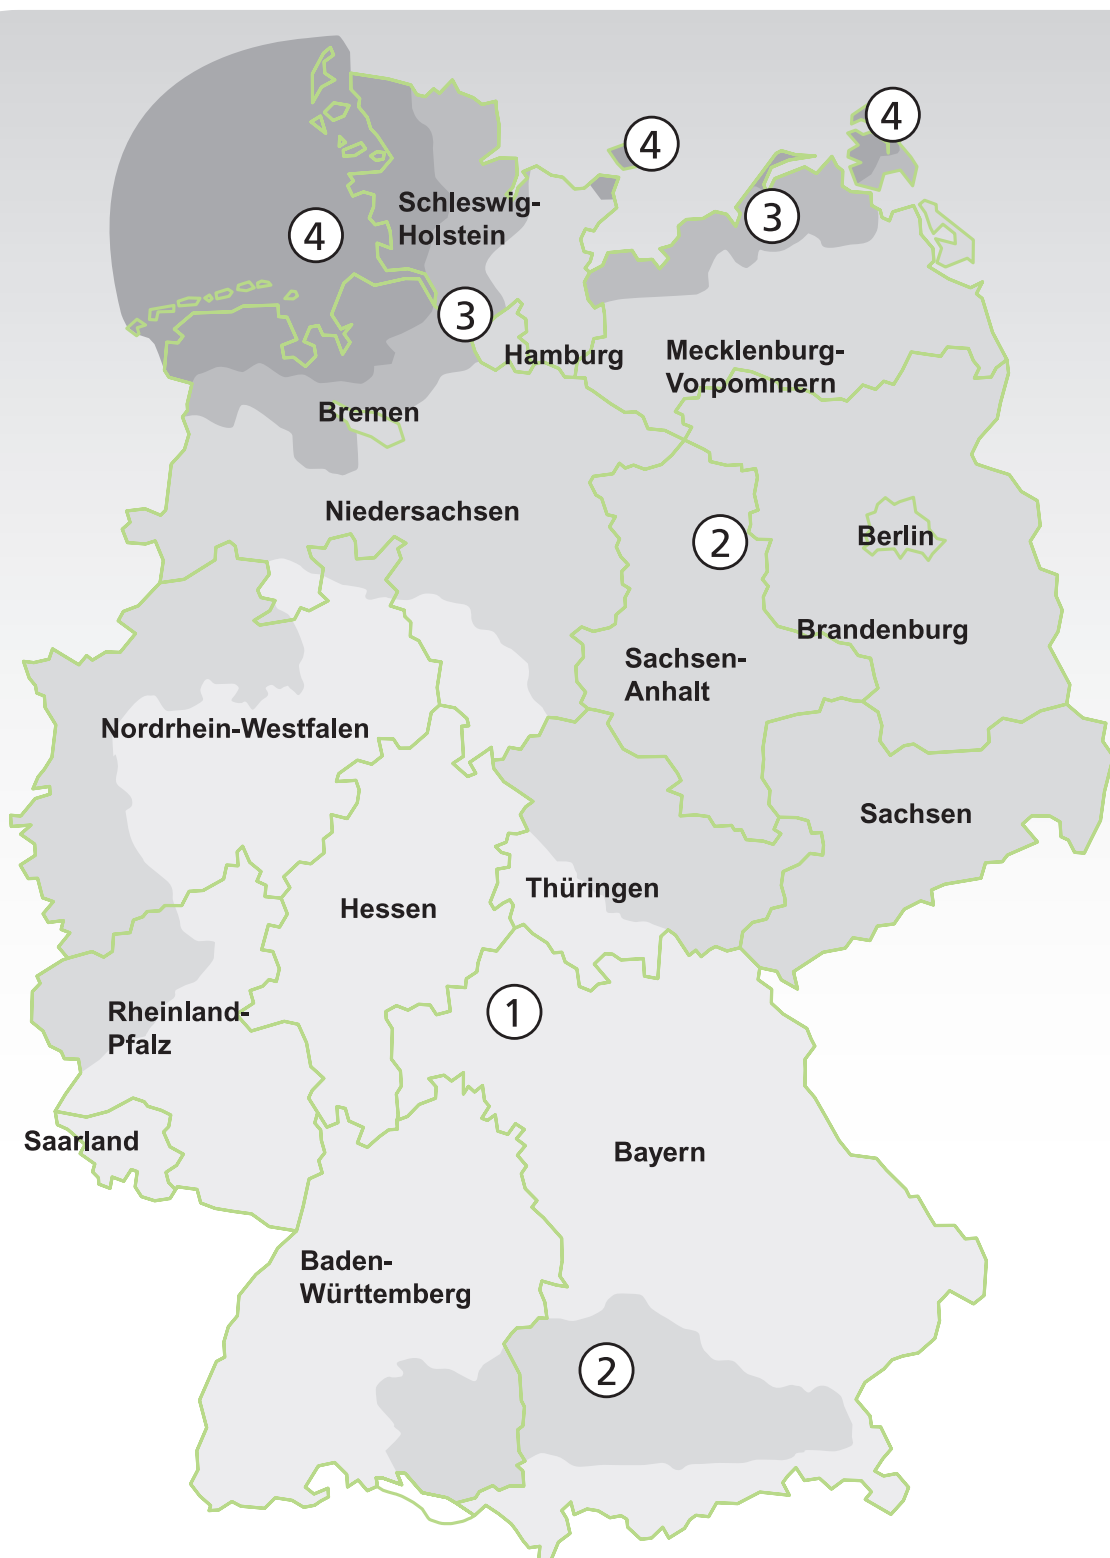 4
4
4
Schleswig-
Holstein
3
3
Hamburg
Mecklenburg-
Vorpommern
Bremen
Niedersachsen
2
Berlin
Brandenburg
Sachsen-
Anhalt
Nordrhein-Westfalen
Sachsen
Thüringen
Hessen
1
Rheinland-
Pfalz
Saarland
Bayern
Baden-
Württemberg
2